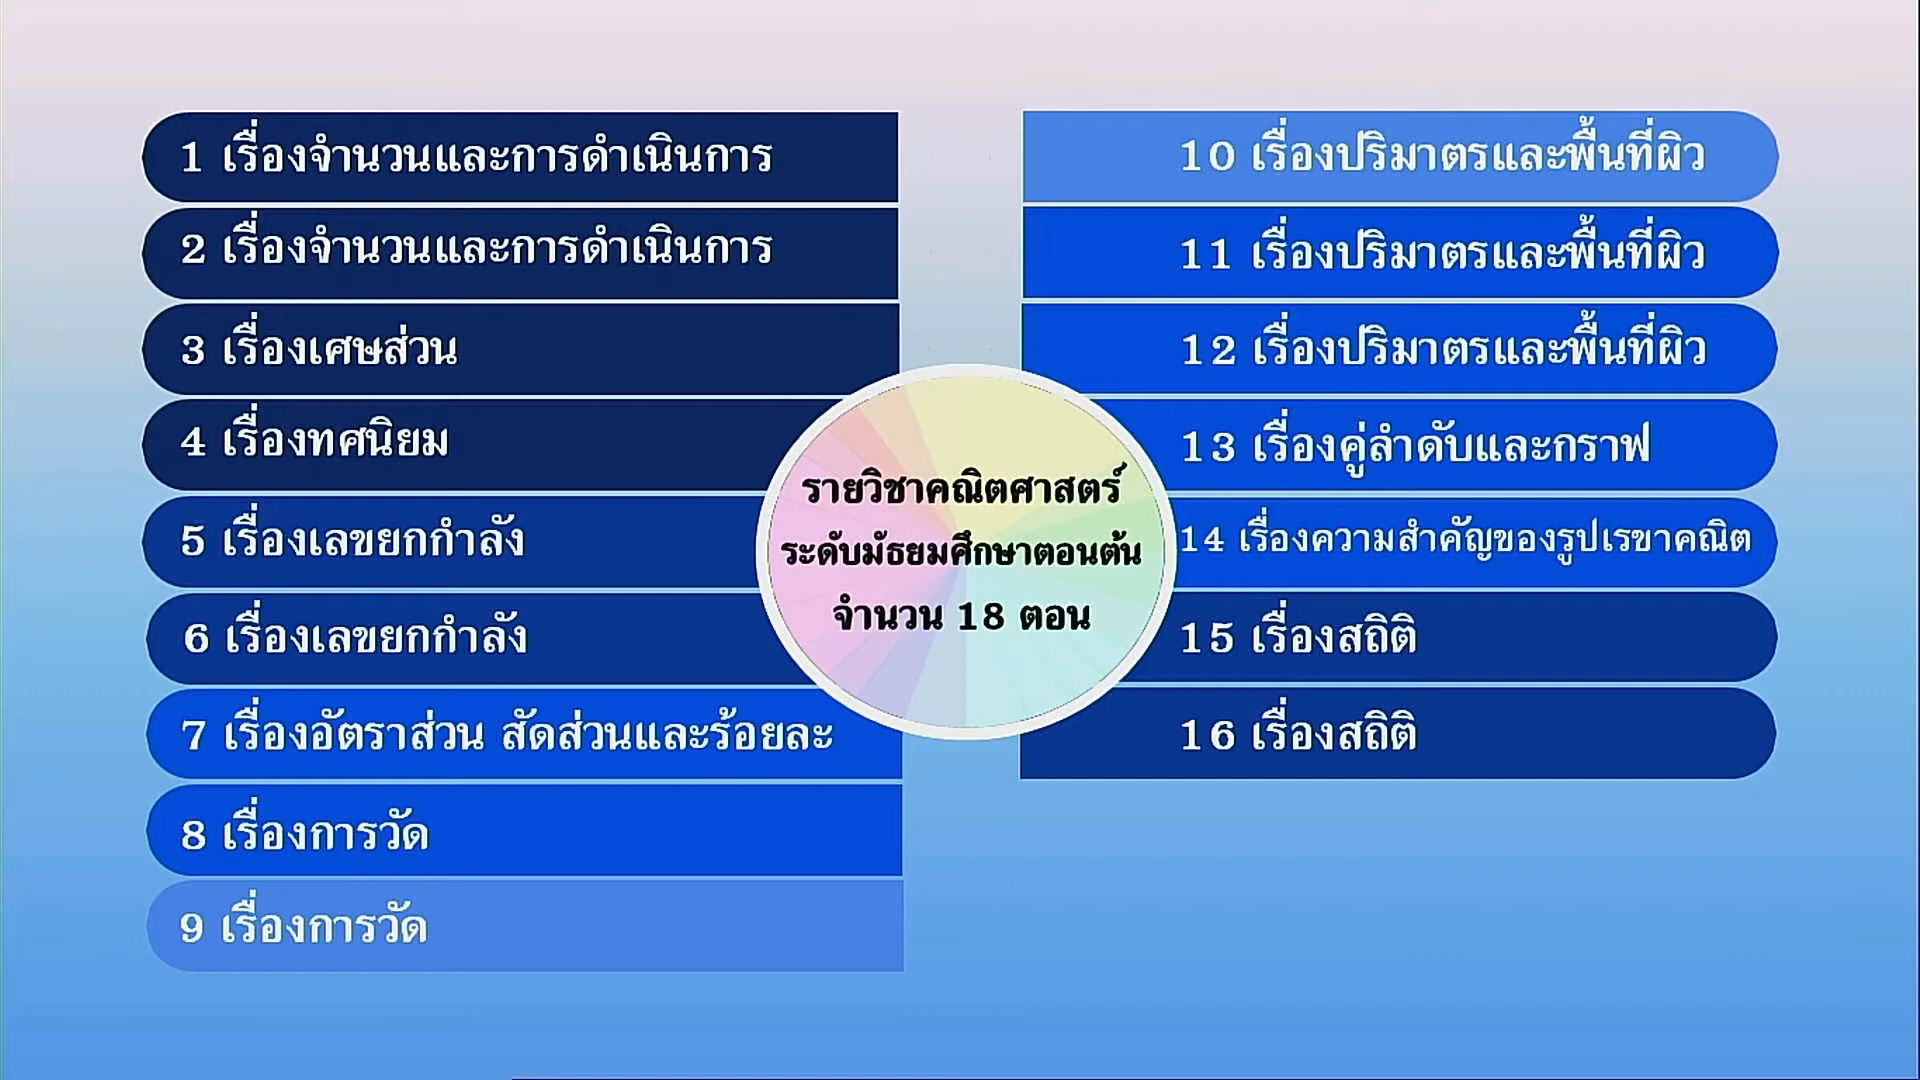 1 เรื่องจำนวนและการดำเนินการ
2 เรื่องจำนวนและการดำเนินการ
3 เรื่องเศษส่วน
4 เรื่องทศนิยม
5 เรื่องเลขยกกำลัง
6 เรื่องเลขยกกำลัง
7 เรื่องอัตราส่วน สัดส่วนและร้อยละ
8 เรื่องการวัด
9 เรื่องการวัด
รายวิชาคณิตศาสตร์
ระดับมัธยมศึกษาตอนต้น
จำนวน 18 ตอน
10 เรื่องปริมาตรและพื้นที่ผิว
11 เรื่องปริมาตรและพื้นที่ผิว
12 เรื่องปริมาตรและพื้นที่ผิว
13 เรื่องคู่ลำดับและกราฟ
14 เรื่องความสำคัญของรูปเรขาคณิต
15 เรื่องสถิติ
16 เรื่องสถิติ